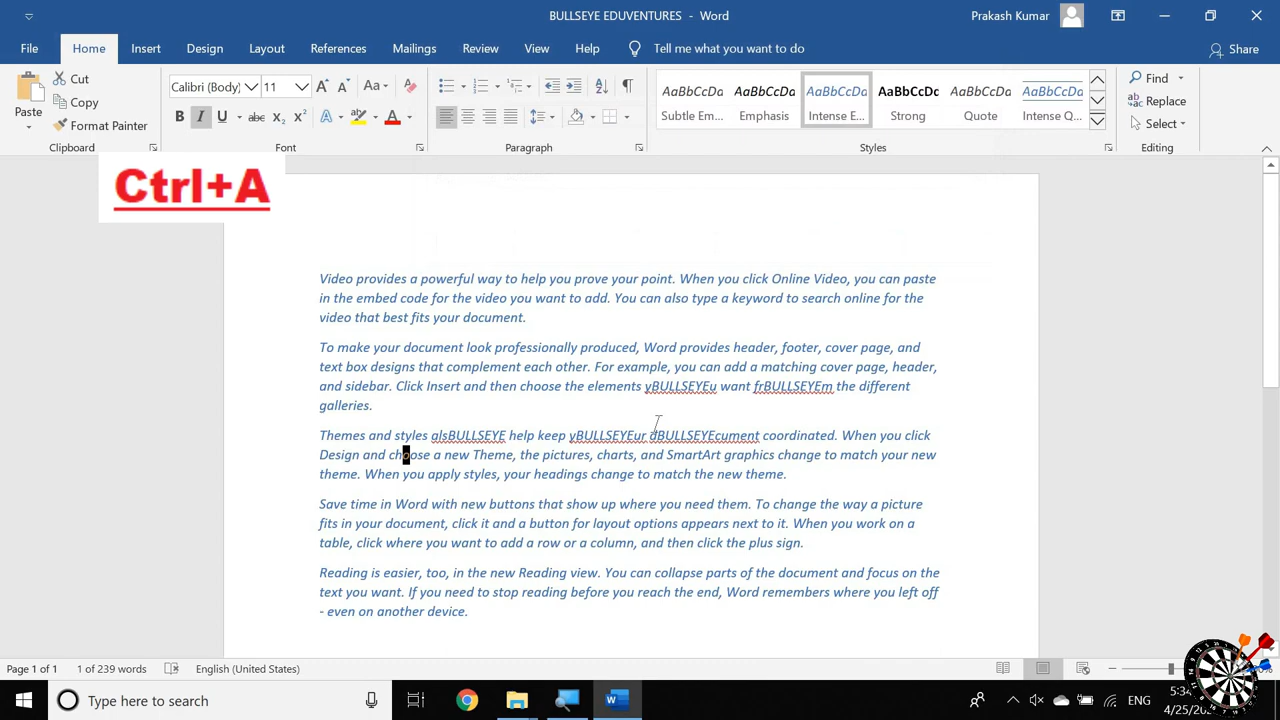 BULLSEYE EDUVENTURES - Word
Prakash Kumar
File Home Insert Design Layout References Mailings Review View Help Tell me what you want to do Share
Paste
Cut
Copy
Format Painter
Clipboard
Calibri (Body) 11
Font
Paragraph
AaBbCcDd AaBbCcDd AaBbCcDd AaBbCcDd AaBbCcDd AaBbCcDd
Subtle Em... Emphasis Intense E... Strong Quote Intense Q...
Styles
Find
Replace
Select
Editing
Ctrl+A
Video provides a powerful way to help you prove your point. When you click Online Video, you can paste
in the embed code for the video you want to add. You can also type a keyword to search online for the
video that best fits your document.
To make your document look professionally produced, Word provides header, footer, cover page, and
text box designs that complement each other. For example, you can add a matching cover page, header,
and sidebar. Click Insert and then choose the elements yBULLSEYEu want frBULLSEYEm the different
galleries.
Themes and styles alsBULLSEYE help keep yBULLSEYEur dBULLSEYEcument coordinated. When you click
Design and choose a new Theme, the pictures, charts, and SmartArt graphics change to match your new
theme. When you apply styles, your headings change to match the new theme.
Save time in Word with new buttons that show up where you need them. To change the way a picture
fits in your document, click it and a button for layout options appears next to it. When you work on a
table, click where you want to add a row or a column, and then click the plus sign.
Reading is easier, too, in the new Reading view. You can collapse parts of the document and focus on the
text you want. If you need to stop reading before you reach the end, Word remembers where you left off
- even on another device.
Page 1 of 1 1 of 239 words English (United States)
Type here to search
ENG
5:34
4/25/20